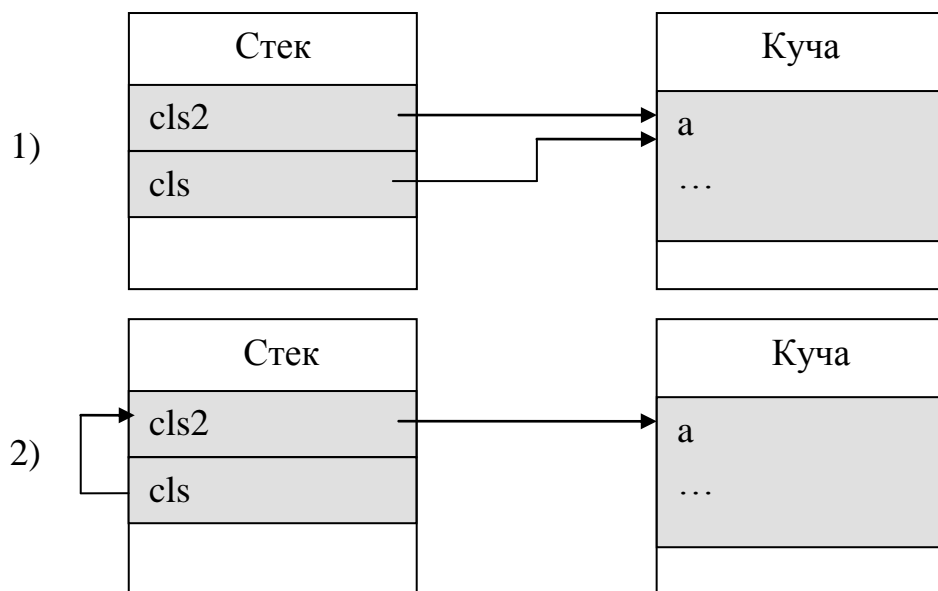 Стек
Куча
1)
cls2
a
cls
…
Стек
Куча
2)
cls2
a
cls
…